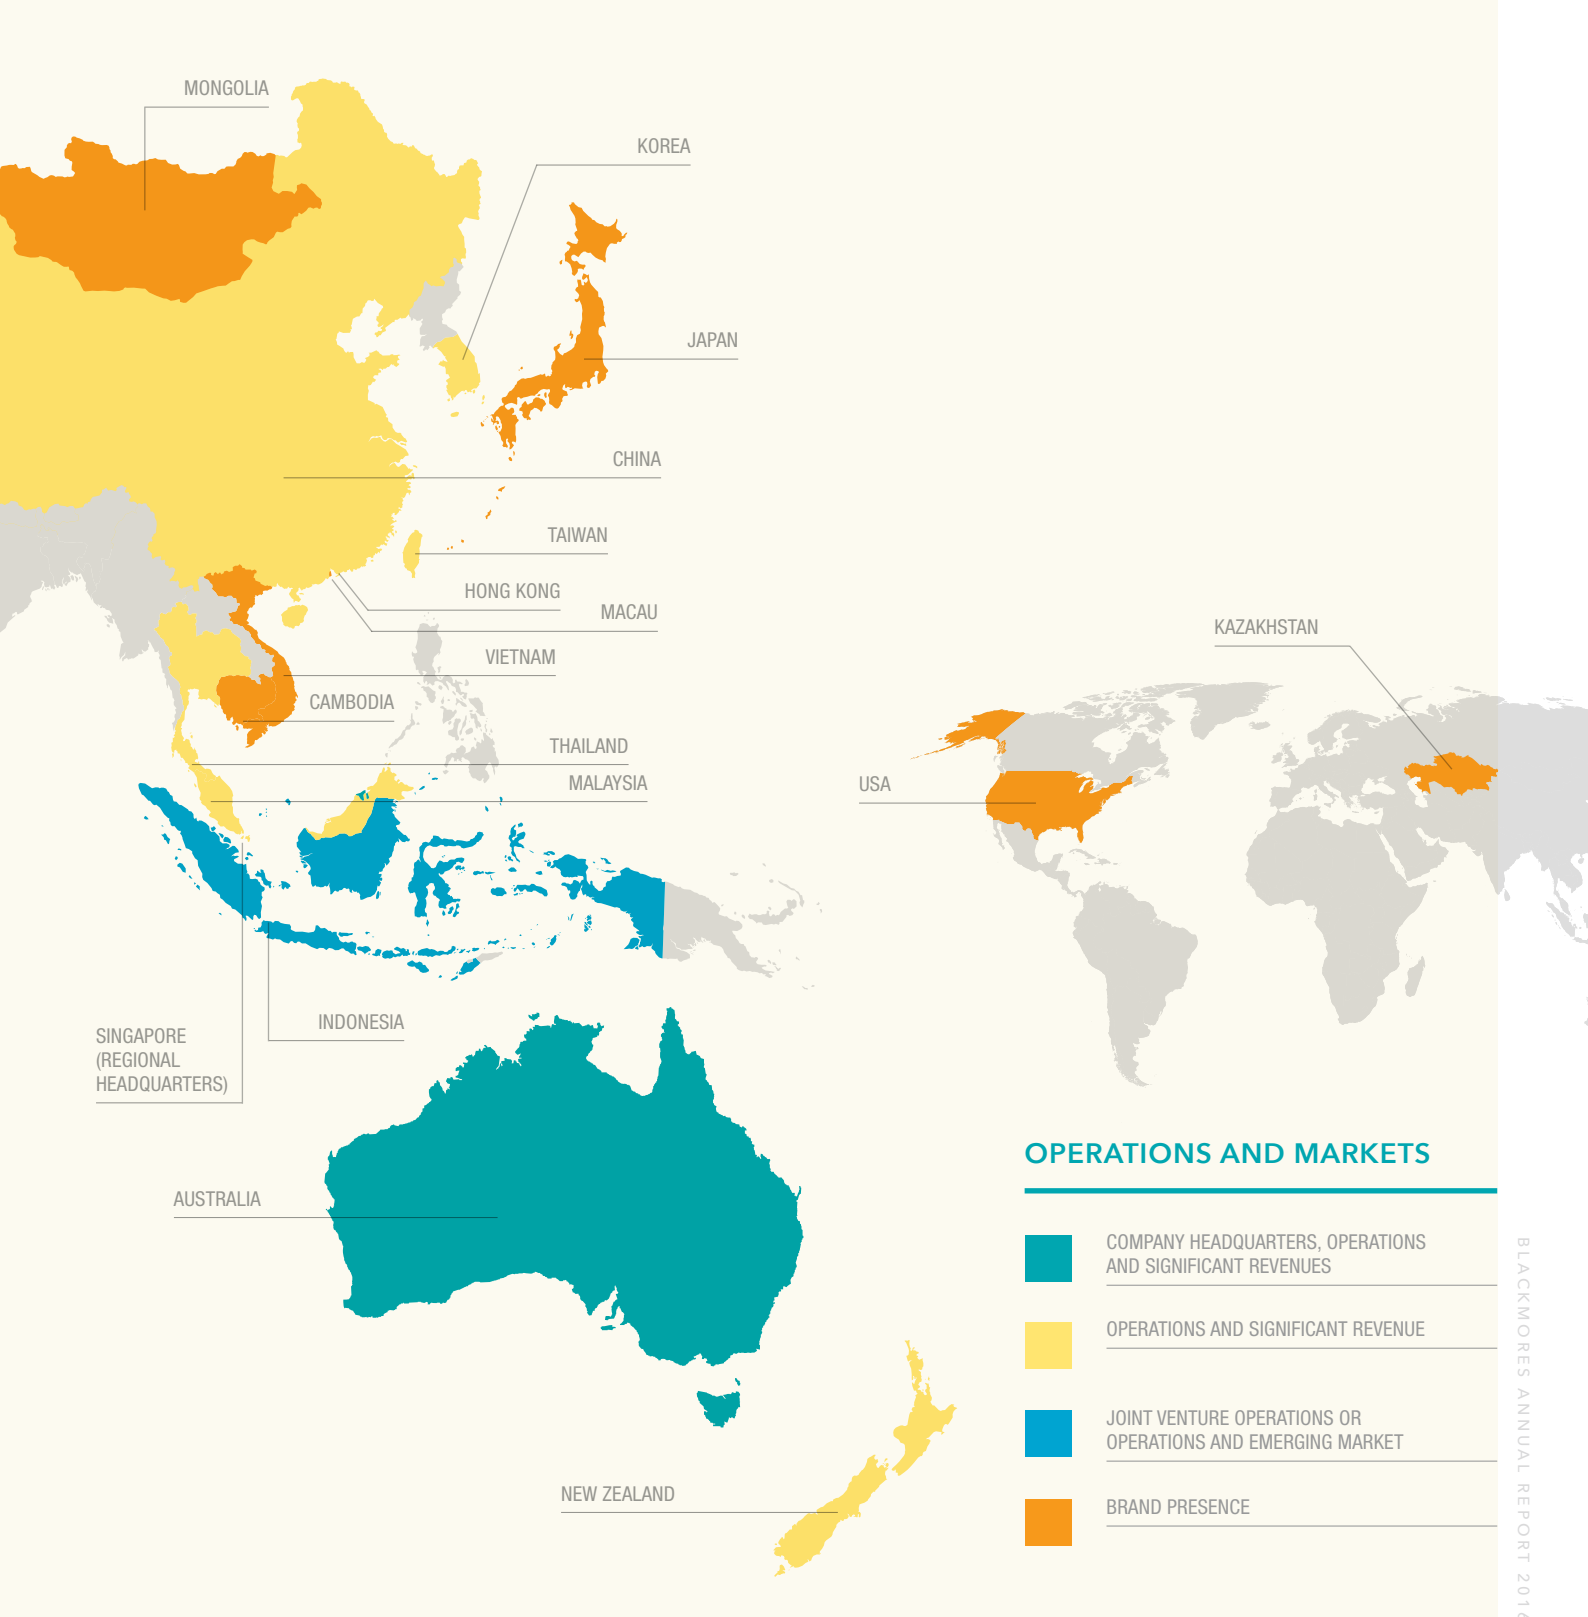 MONGOLIA
KOREA
JAPAN
CHINA
TAIWAN
HONG KONG
MACAU
VIETNAM
CAMBODIA
THAILAND
MALAYSIA
KAZAKHSTAN
USA
SINGAPORE
(REGIONAL
HEADQUARTERS)
INDONESIA
AUSTRALIA
NEW ZEALAND
OPERATIONS AND MARKETS
COMPANY HEADQUARTERS, OPERATIONS
AND SIGNIFICANT REVENUES
OPERATIONS AND SIGNIFICANT REVENUE
JOINT VENTURE OPERATIONS OR
OPERATIONS AND EMERGING MARKET
BRAND PRESENCE
BLACKMORES ANNUAL REPORT 2016